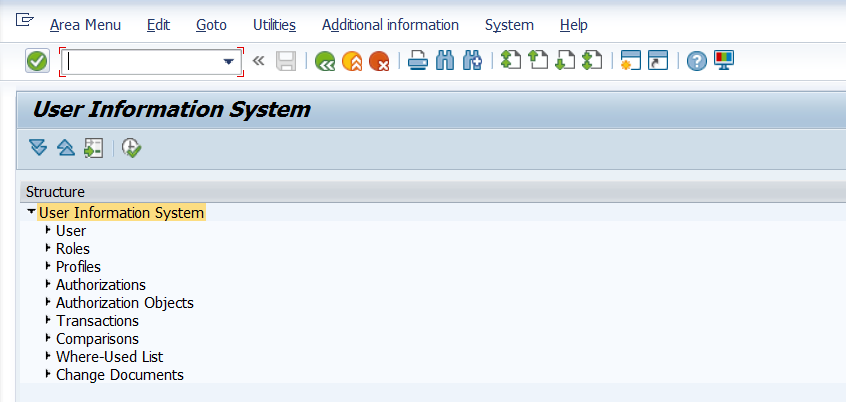 Area Menu Edit Goto Utilities Additional information System Help
User Information System
Structure
User Information System
User
Roles
Profiles
Authorizations
Authorization Objects
Transactions
Comparisons
Where-Used List
Change Documents